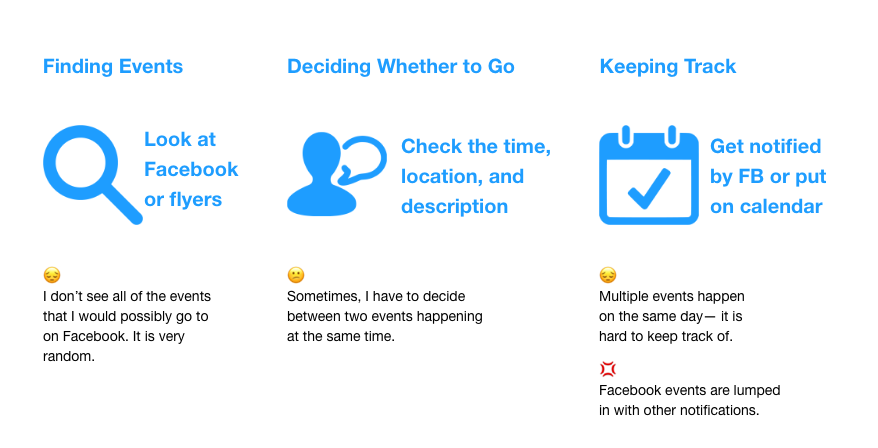 Finding Events
Look at
Facebook
or flyers
I don’t see all of the events
that I would possibly go to
on Facebook. It is very
random.
Deciding Whether to Go
Check the time,
location, and
description
Sometimes, I have to decide
between two events happening
at the same time.
Keeping Track
Get notified
by FB or put
on calendar
Multiple events happen
on the same day— it is
hard to keep track of.
Facebook events are lumped
in with other notifications.